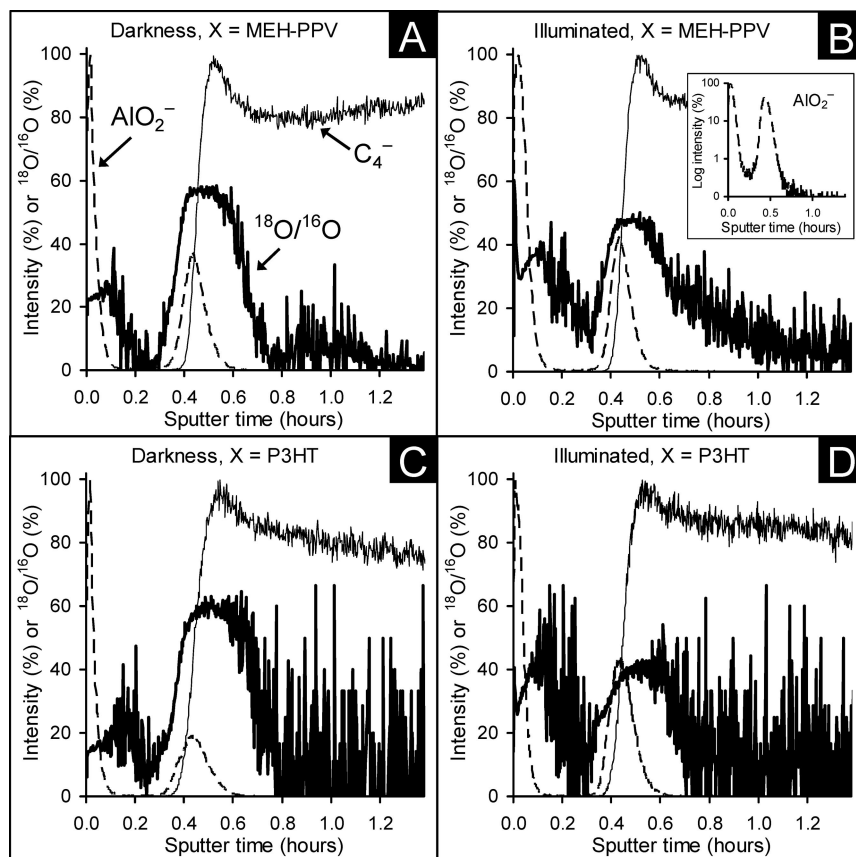 Darkness, X = MEH-PPV
A
Intensity (%) or ¹⁸O/¹⁶O (%)
100
80
60
40
20
0
AlO₂⁻
C₄⁻
¹⁸O/¹⁶O
0.0 0.2 0.4 0.6 0.8 1.0 1.2
Sputter time (hours)
Illuminated, X = MEH-PPV
B
Intensity (%) or ¹⁸O/¹⁶O (%)
100
80
60
40
20
0
Log intensity (%)
100
10
1
0
AlO₂⁻
0.0 0.5 1.0
Sputter time (hours)
0.0 0.2 0.4 0.6 0.8 1.0 1.2
Sputter time (hours)
Darkness, X = P3HT
C
Intensity (%) or ¹⁸O/¹⁶O (%)
100
80
60
40
20
0
0.0 0.2 0.4 0.6 0.8 1.0 1.2
Sputter time (hours)
Illuminated, X = P3HT
D
Intensity (%) or ¹⁸O/¹⁶O (%)
100
80
60
40
20
0
0.0 0.2 0.4 0.6 0.8 1.0 1.2
Sputter time (hours)